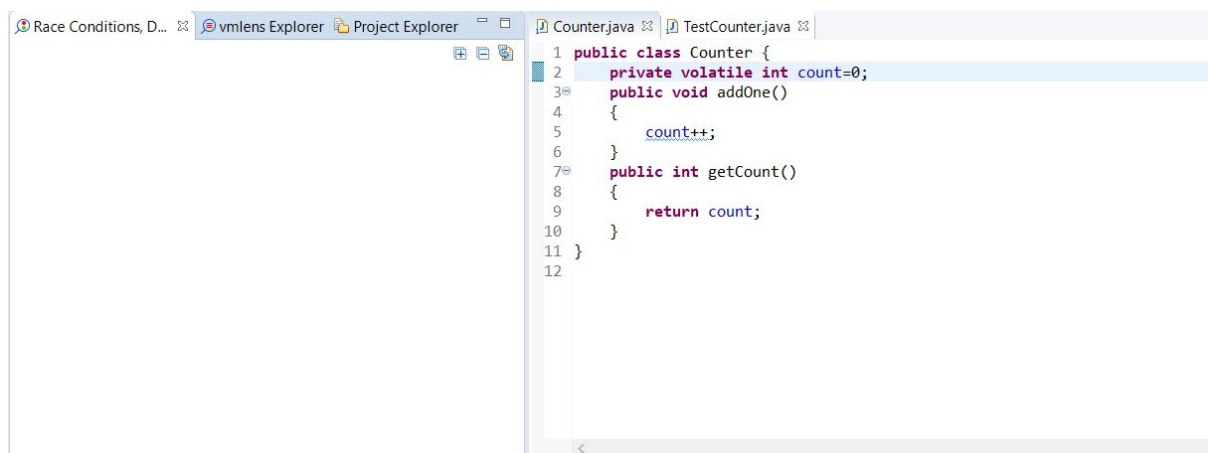 Race Conditions, D... vmlens Explorer Project Explorer
Counter.java TestCounter.java
1 public class Counter {
2 private volatile int count=0;
3 public void addOne()
4 {
5 count++;
6 }
7 public int getCount()
8 {
9 return count;
10 }
11 }
12